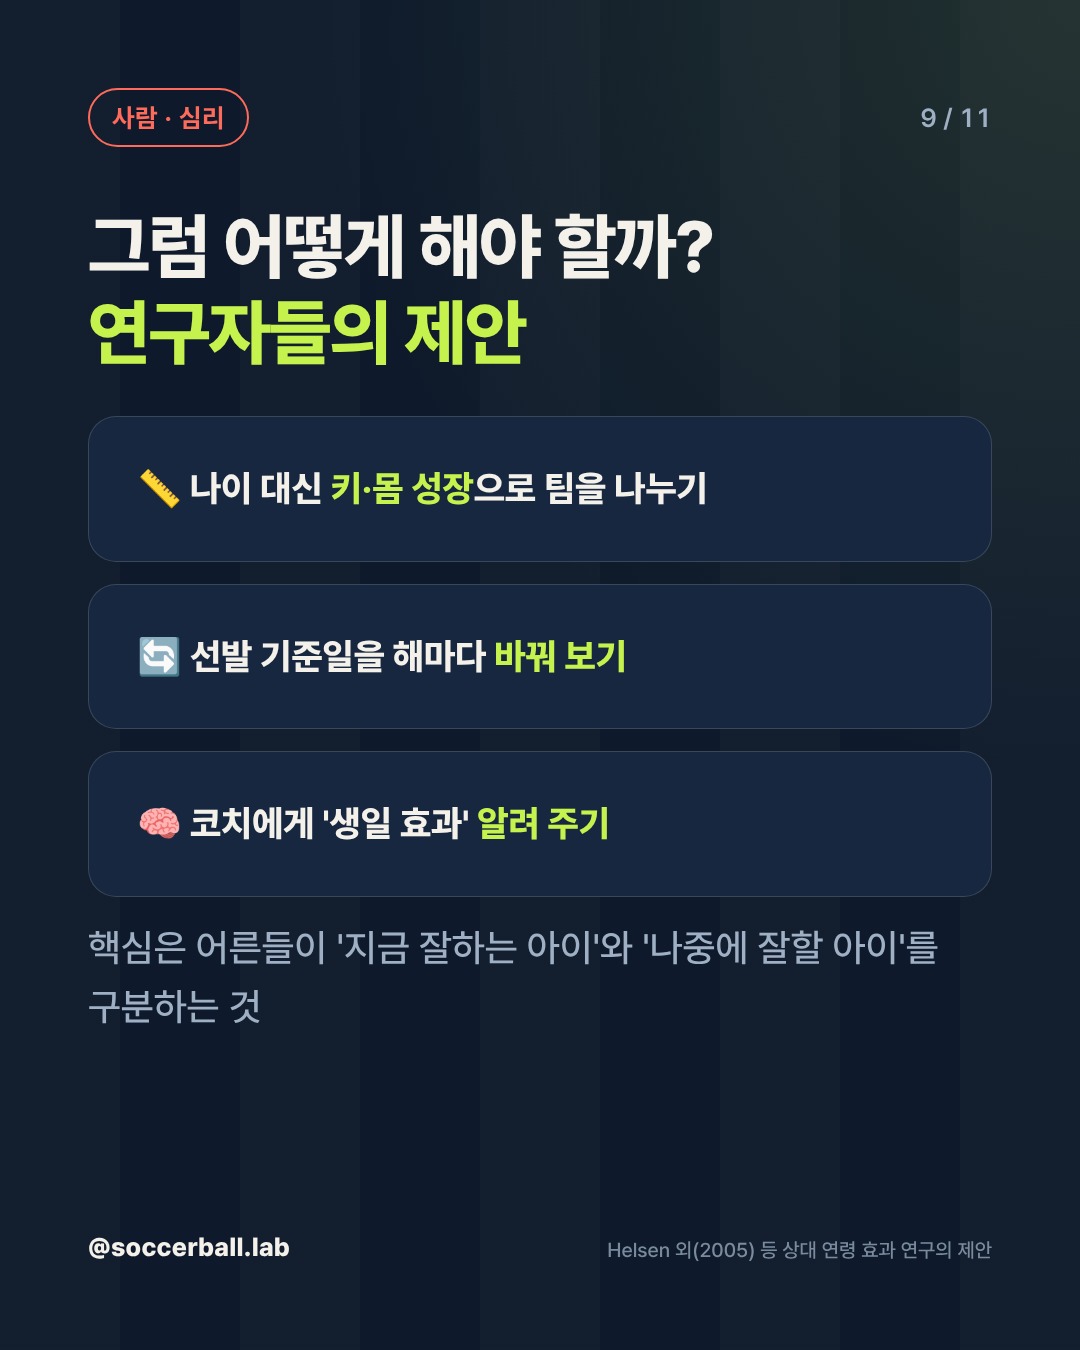 사람 · 심리
9 / 11
그럼 어떻게 해야 할까?
연구자들의 제안
📏 나이 대신 키·몸 성장으로 팀을 나누기
🔄 선발 기준일을 해마다 바꿔 보기
🧠 코치에게 '생일 효과' 알려 주기
핵심은 어른들이 '지금 잘하는 아이'와 '나중에 잘할 아이'를
구분하는 것
@soccerball.lab
Helsen 외(2005) 등 상대 연령 효과 연구의 제안